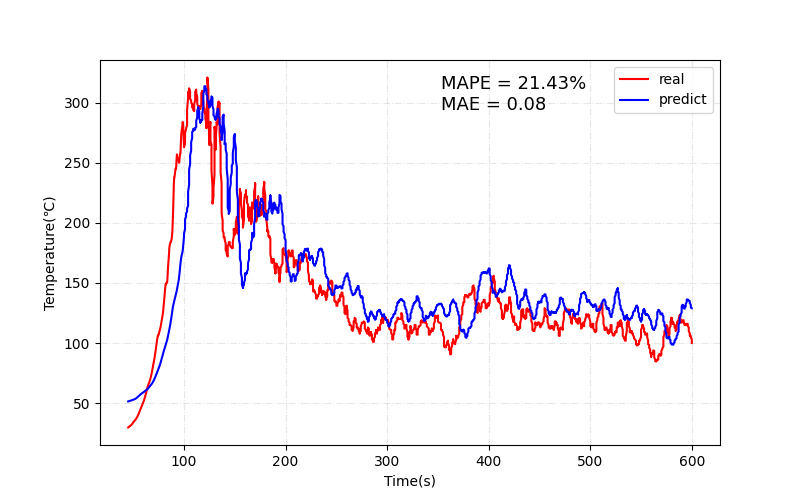 MAPE = 21.43%
MAE = 0.08
real
predict
Temperature(℃)
300
250
200
150
100
50
100
200
300
400
500
600
Time(s)